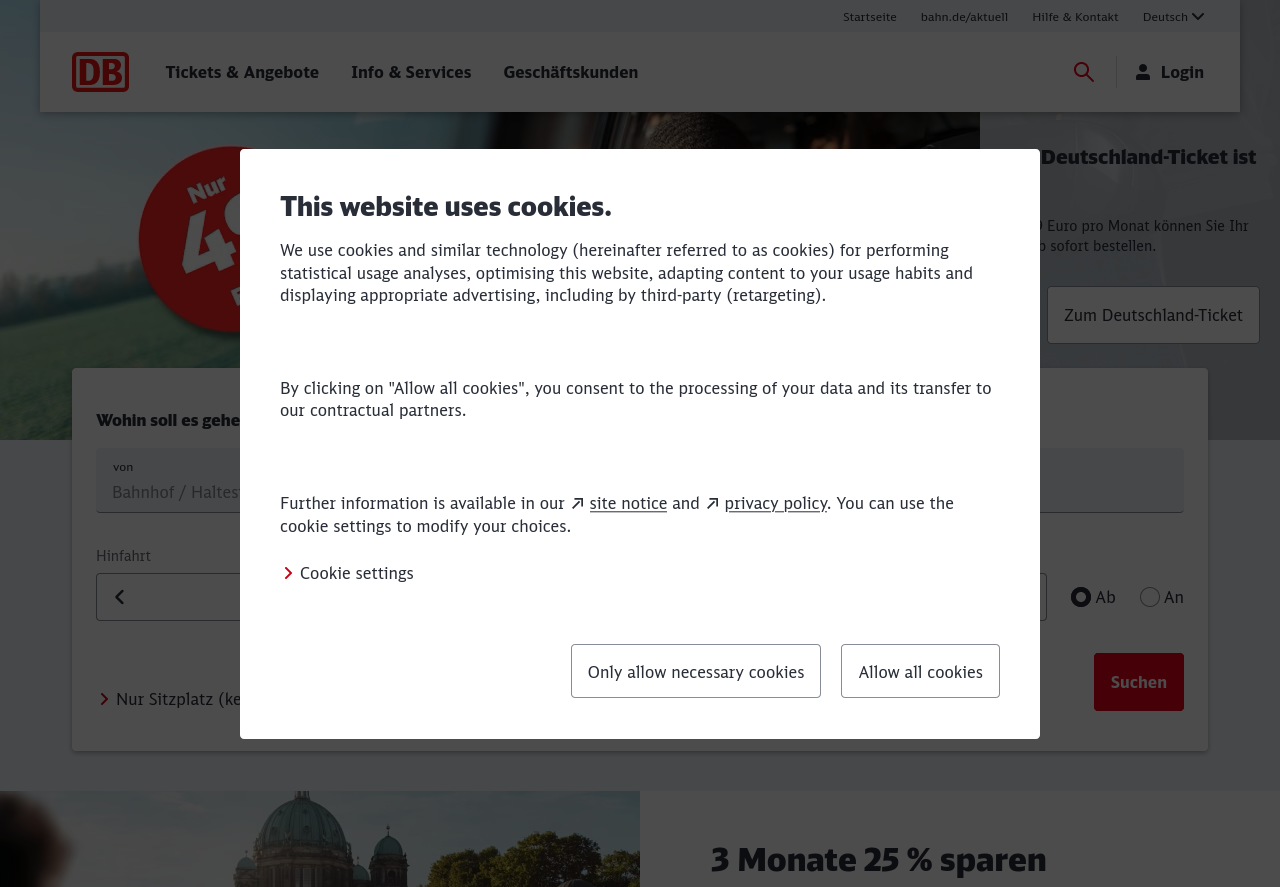 Startseite
bahn.de/aktuell
Hilfe & Kontakt
Deutsch
DB
Tickets & Angebote
Info & Services
Geschäftskunden
Login
Nur
Deutschland-Ticket ist
Euro pro Monat können Sie Ihr
sofort bestellen.
Zum Deutschland-Ticket
This website uses cookies.
We use cookies and similar technology (hereinafter referred to as cookies) for performing
statistical usage analyses, optimising this website, adapting content to your usage habits and
displaying appropriate advertising, including by third-party (retargeting).
By clicking on "Allow all cookies", you consent to the processing of your data and its transfer to
our contractual partners.
Further information is available in our site notice and privacy policy. You can use the
cookie settings to modify your choices.
Cookie settings
Only allow necessary cookies
Allow all cookies
Wohin soll es gehe
von
Bahnhof / Haltes
Hinfahrt
Ab
An
Nur Sitzplatz (ke
Suchen
3 Monate 25 % sparen